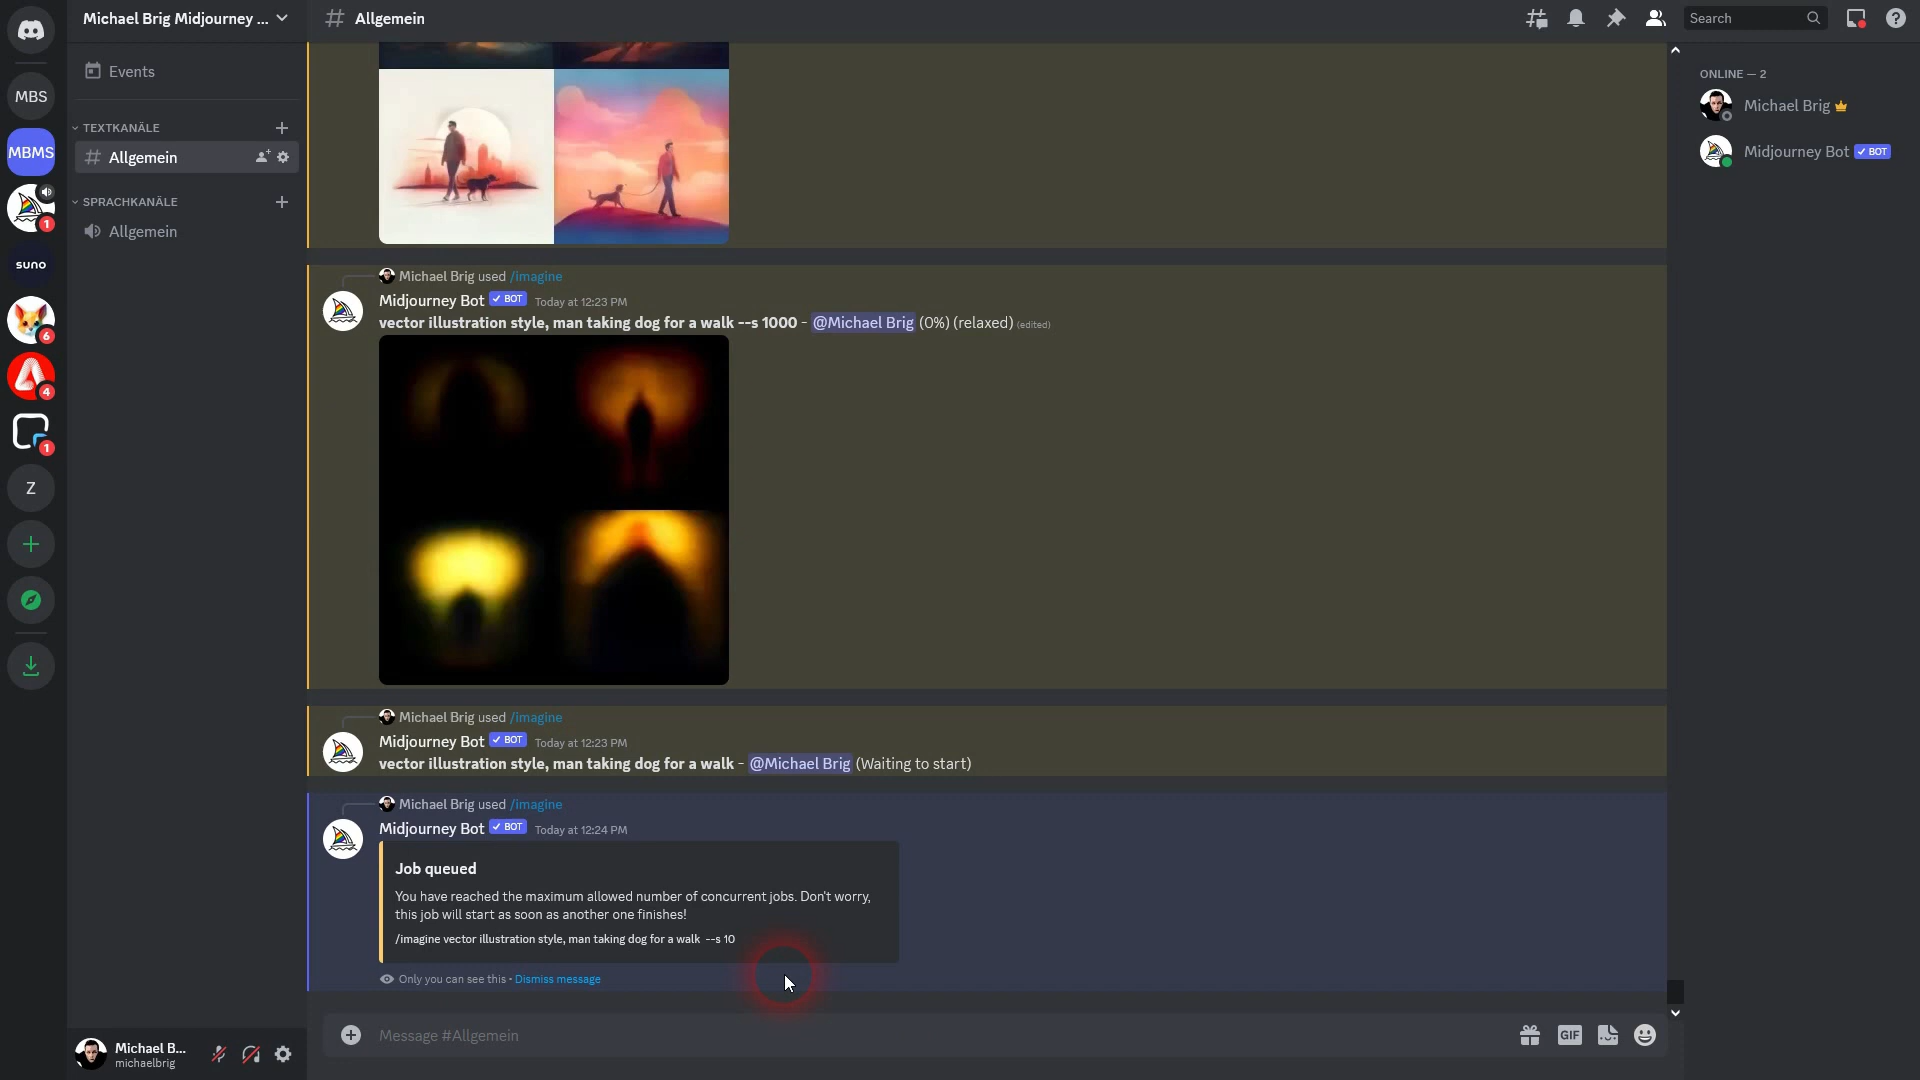 Michael Brig Midjourney ...
Allgemein
Search
MBS
MBMS
1
suno
6
4
1
Z
Events
TEXTKANÄLE
Allgemein
SPRACHKANÄLE
Allgemein
ONLINE — 2
Michael Brig
Midjourney Bot BOT
Michael Brig used /imagine
Midjourney Bot BOT Today at 12:23 PM
vector illustration style, man taking dog for a walk --s 1000 - @Michael Brig (0%) (relaxed) (edited)
Michael Brig used /imagine
Midjourney Bot BOT Today at 12:23 PM
vector illustration style, man taking dog for a walk - @Michael Brig (Waiting to start)
Michael Brig used /imagine
Midjourney Bot BOT Today at 12:24 PM
Job queued
You have reached the maximum allowed number of concurrent jobs. Don't worry,
this job will start as soon as another one finishes!
/imagine vector illustration style, man taking dog for a walk --s 10
Only you can see this • Dismiss message
Message #Allgemein
GIF
Michael B...
michaelbrig